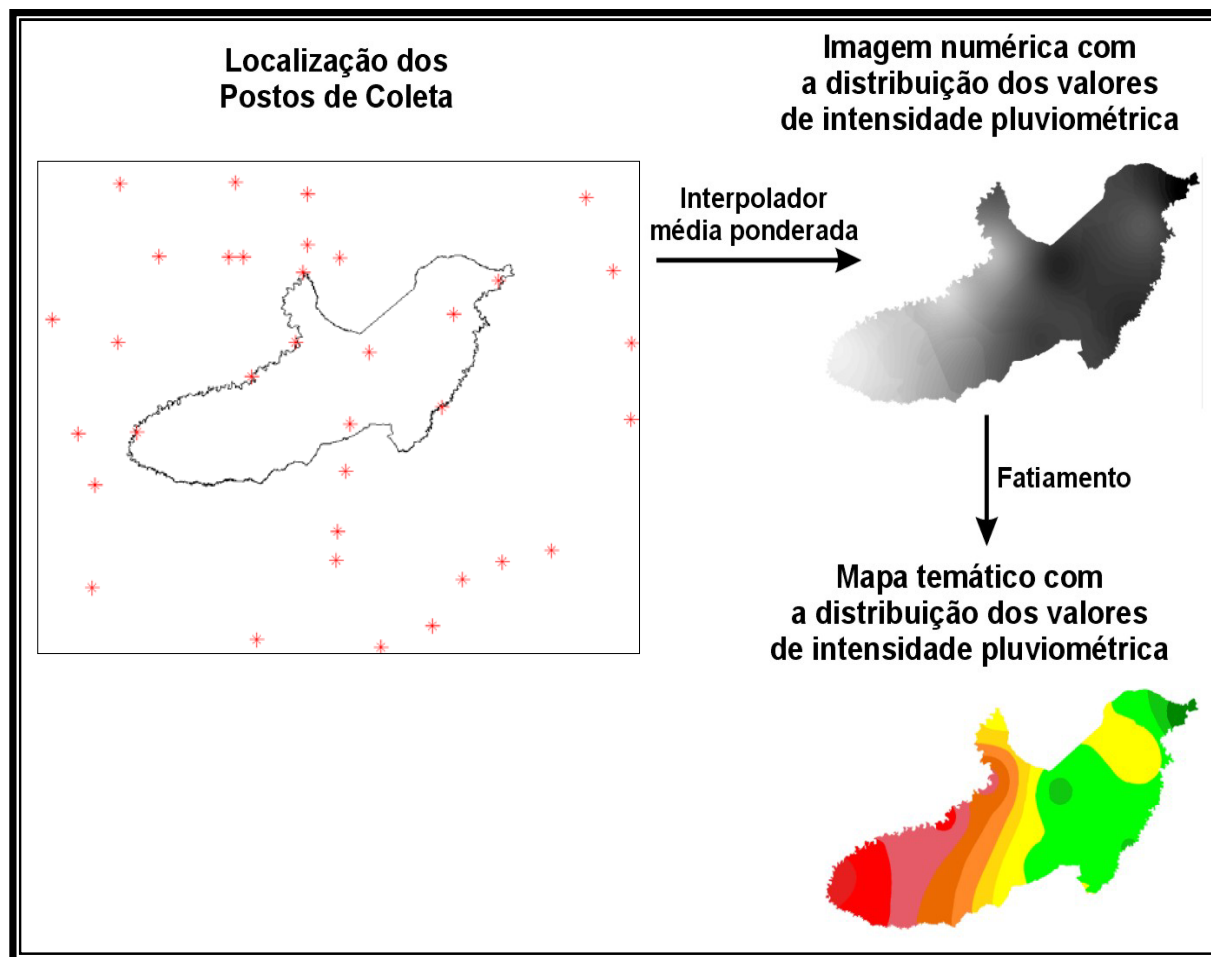 Localização dos
Postos de Coleta
Imagem numérica com
a distribuição dos valores
de intensidade pluviométrica
Interpolador
média ponderada
Fatiamento
Mapa temático com
a distribuição dos valores
de intensidade pluviométrica